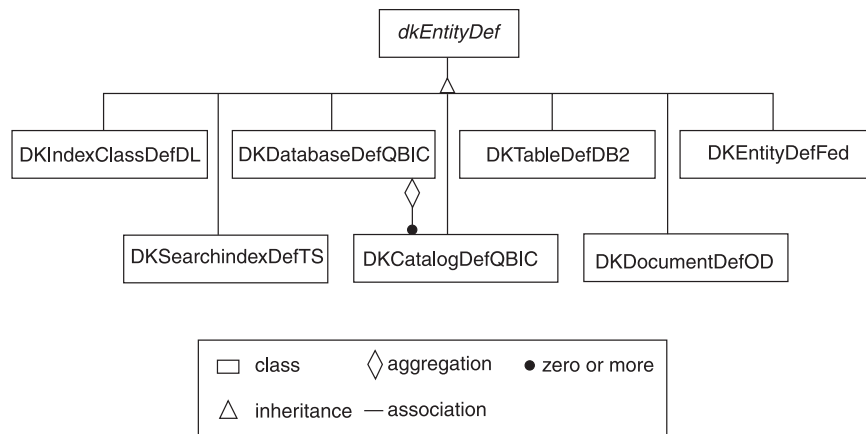 dkEntityDef
DKIndexClassDefDL
DKDatabaseDefQBIC
DKTableDefDB2
DKEntityDefFed
DKSearchindexDefTS
DKCatalogDefQBIC
DKDocumentDefOD
class
aggregation
zero or more
inheritance
association